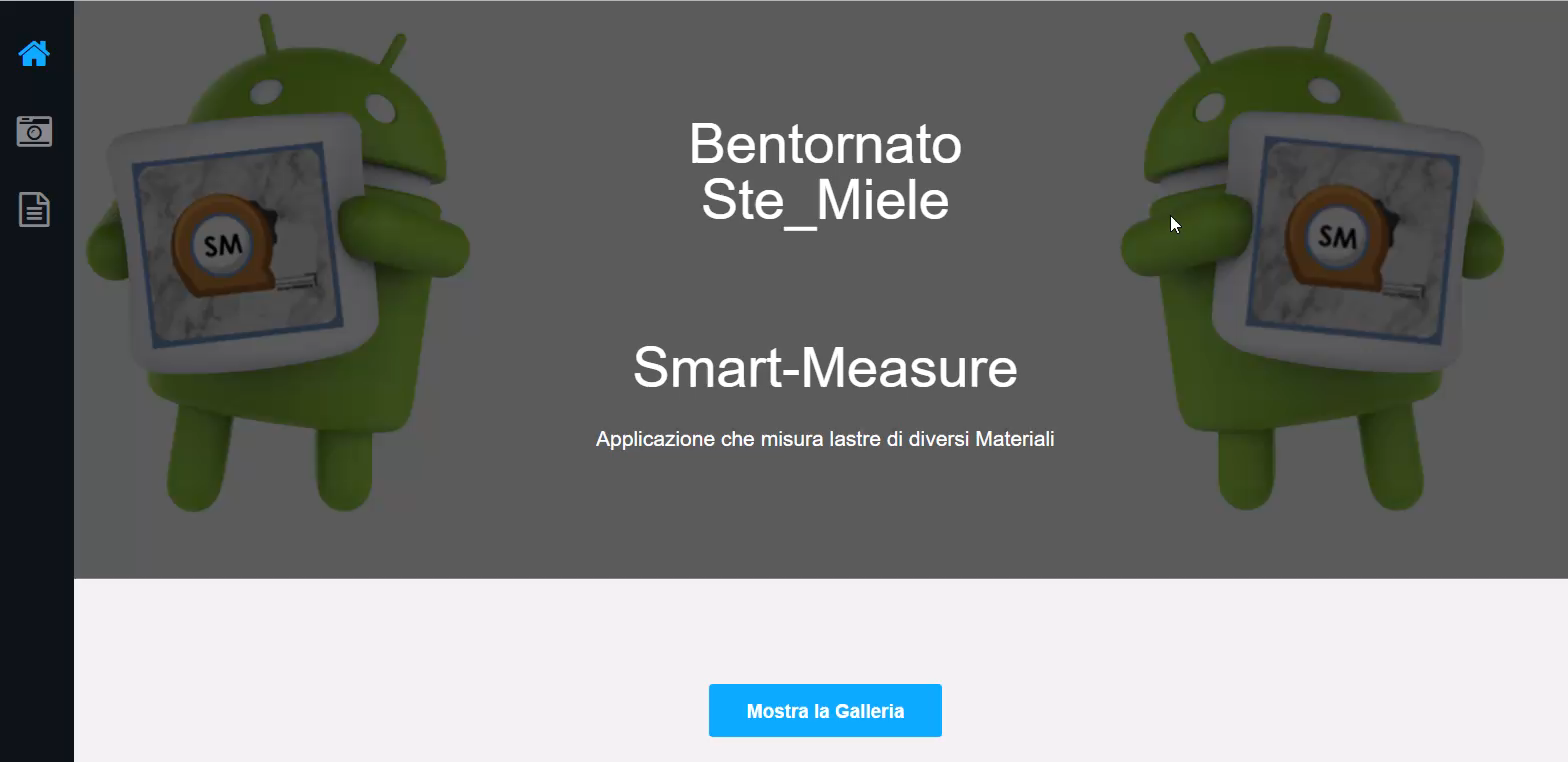 Bentornato
Ste_Miele
SM
SM
Smart-Measure
Applicazione che misura lastre di diversi Materiali
Mostra la Galleria